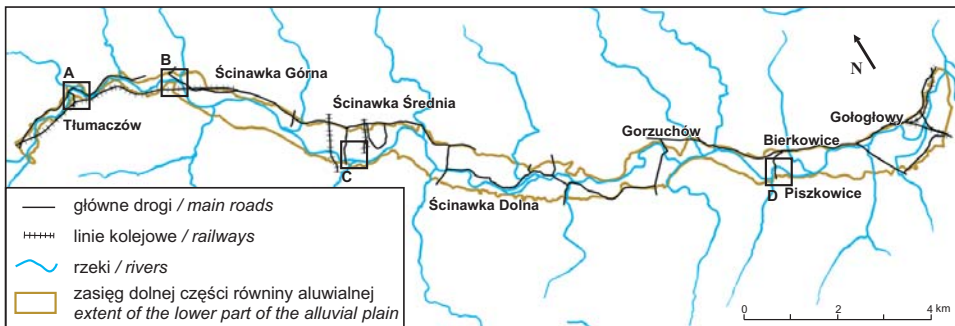 A
B
Ścinawka Górna
N
Ścinawka Średnia
Tłumaczów
Gorzuchów
Bierkowice
Gołogłowy
C
D
Piszkowice
Ścinawka Dolna
główne drogi / main roads
linie kolejowe / railways
rzeki / rivers
zasięg dolnej części równiny aluwialnej
extent of the lower part of the alluvial plain
0 2 4 km